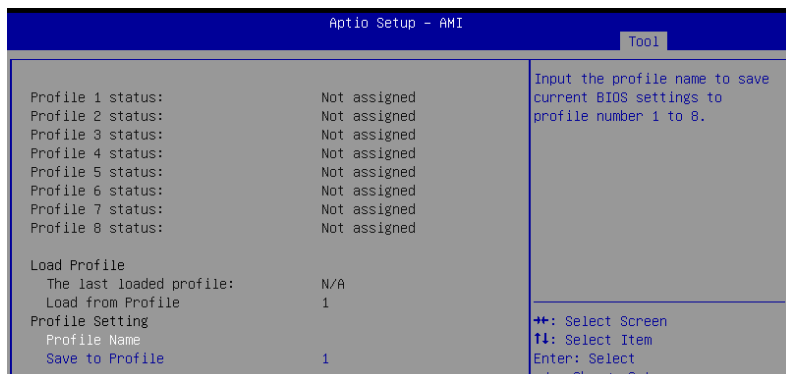 Aptio Setup – AMI
Tool
Profile 1 status: Not assigned
Profile 2 status: Not assigned
Profile 3 status: Not assigned
Profile 4 status: Not assigned
Profile 5 status: Not assigned
Profile 6 status: Not assigned
Profile 7 status: Not assigned
Profile 8 status: Not assigned
Load Profile
The last loaded profile: N/A
Load from Profile 1
Profile Setting
Profile Name
Save to Profile 1
Input the profile name to save
current BIOS settings to
profile number 1 to 8.
→←: Select Screen
↑↓: Select Item
Enter: Select